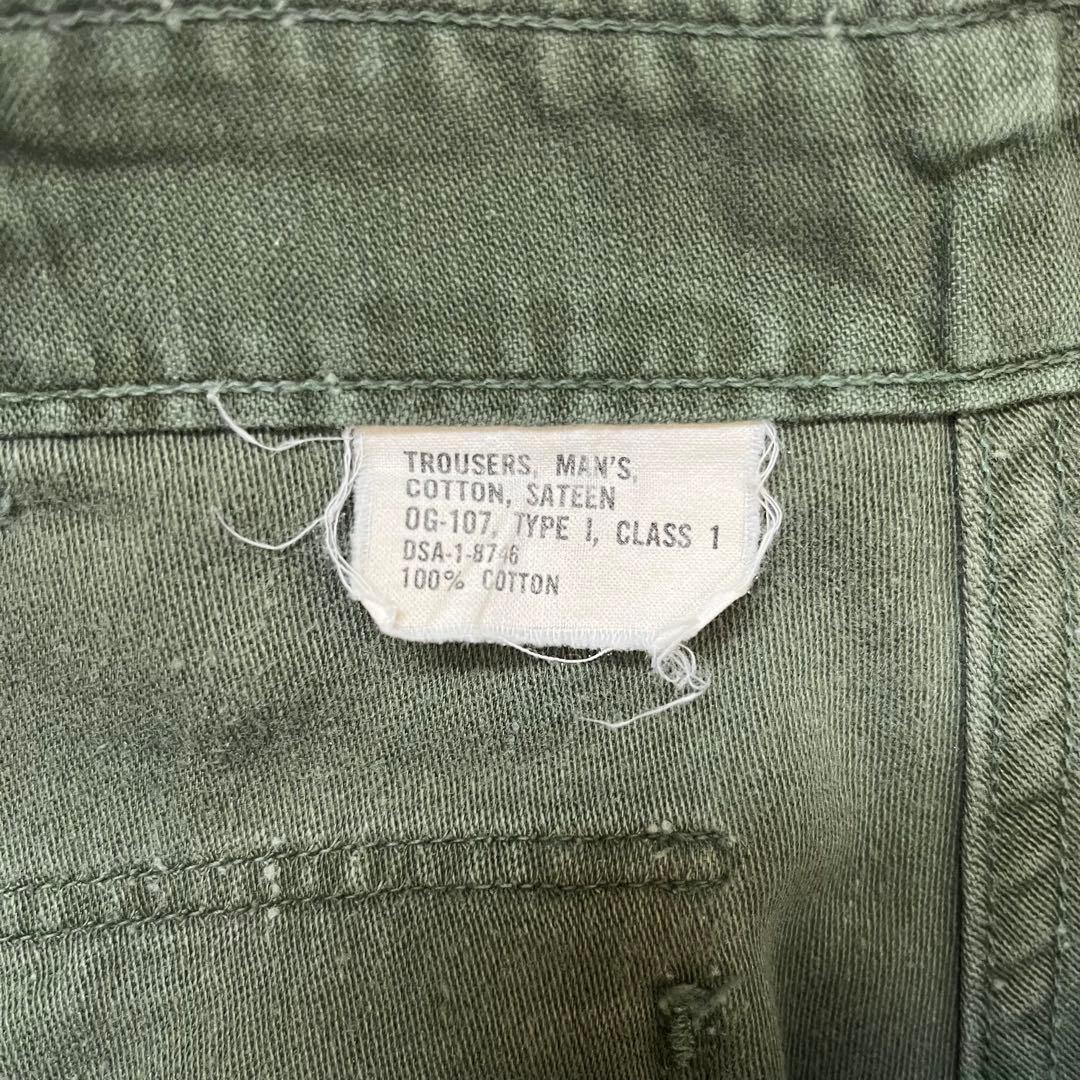 TROUSERS, MAN'S,
COTTON, SATEEN
OG-107, TYPE I, CLASS 1
DSA-1-8746
100% COTTON